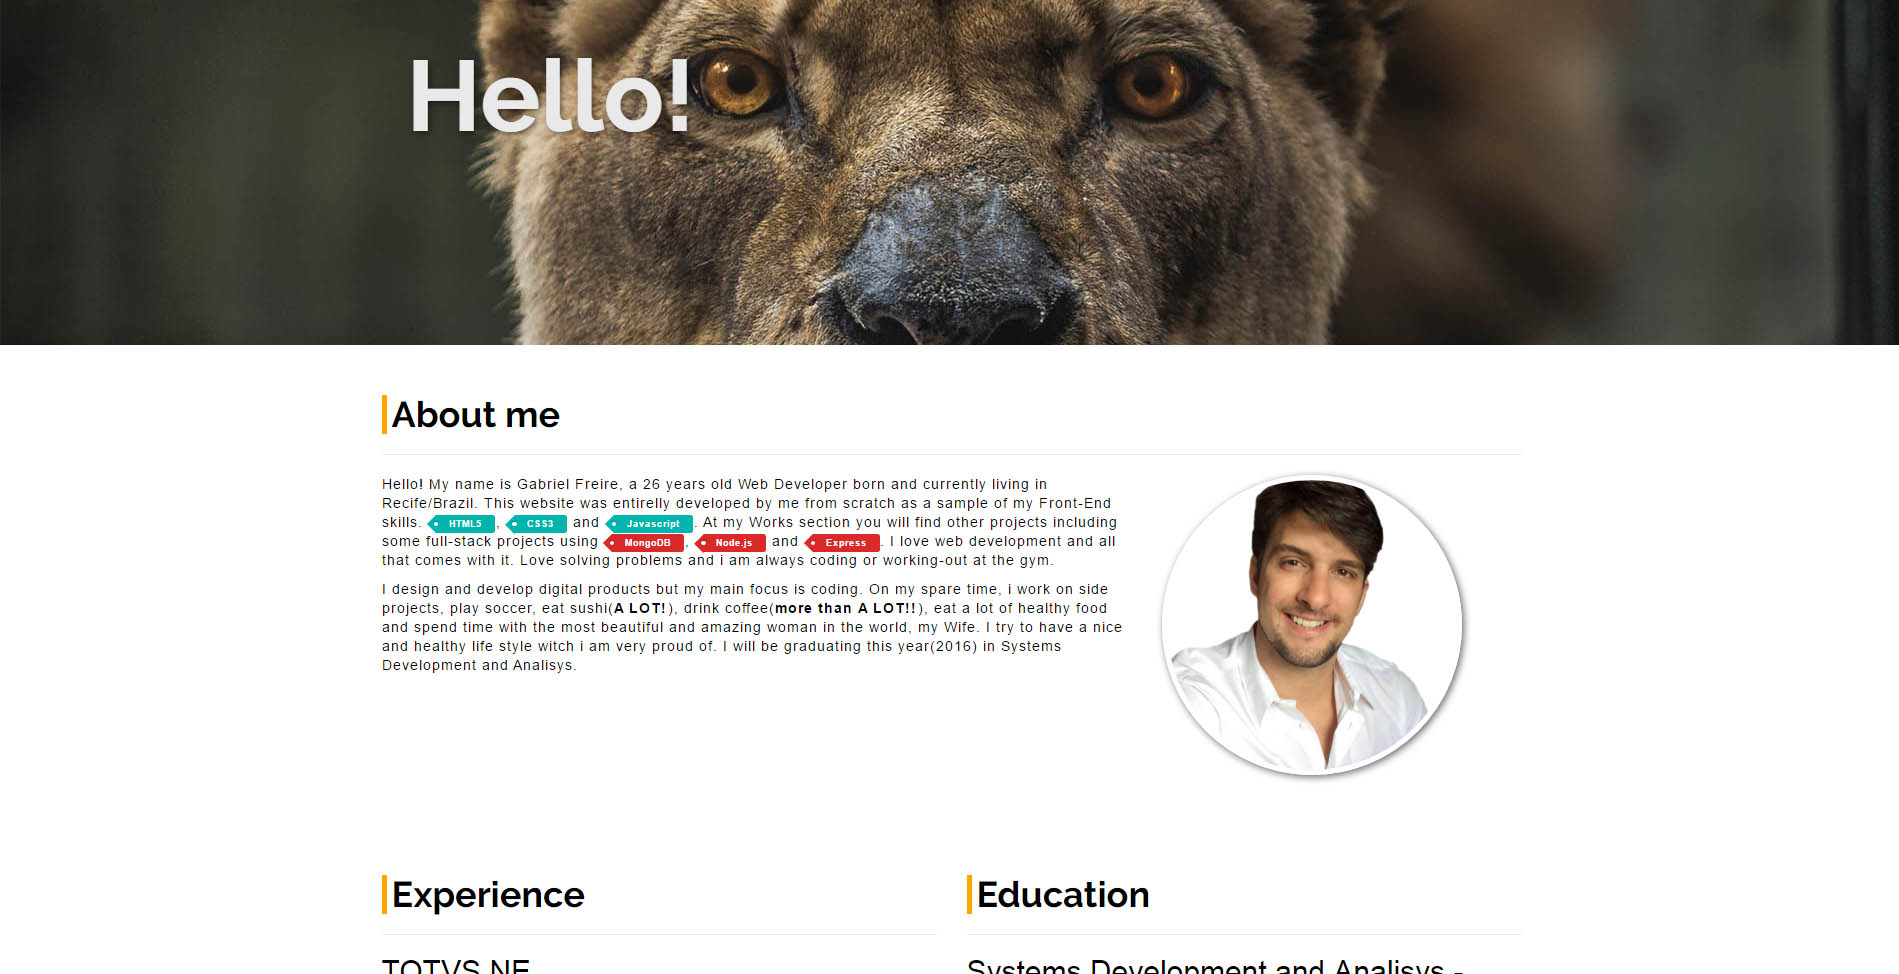 Hello!
About me
Hello! My name is Gabriel Freire, a 26 years old Web Developer born and currently living in
Recife/Brazil. This website was entirelly developed by me from scratch as a sample of my Front-End
skills. HTML5, CSS3 and Javascript. At my Works section you will find other projects including
some full-stack projects using MongoDB, Node.js and Express. I love web development and all
that comes with it. Love solving problems and i am always coding or working-out at the gym.
I design and develop digital products but my main focus is coding. On my spare time, i work on side
projects, play soccer, eat sushi(A LOT!), drink coffee(more than A LOT!!), eat a lot of healthy food
and spend time with the most beautiful and amazing woman in the world, my Wife. I try to have a nice
and healthy life style witch i am very proud of. I will be graduating this year(2016) in Systems
Development and Analisys.
Experience
TOTVS NE
Education
Systems Development and Analisys -